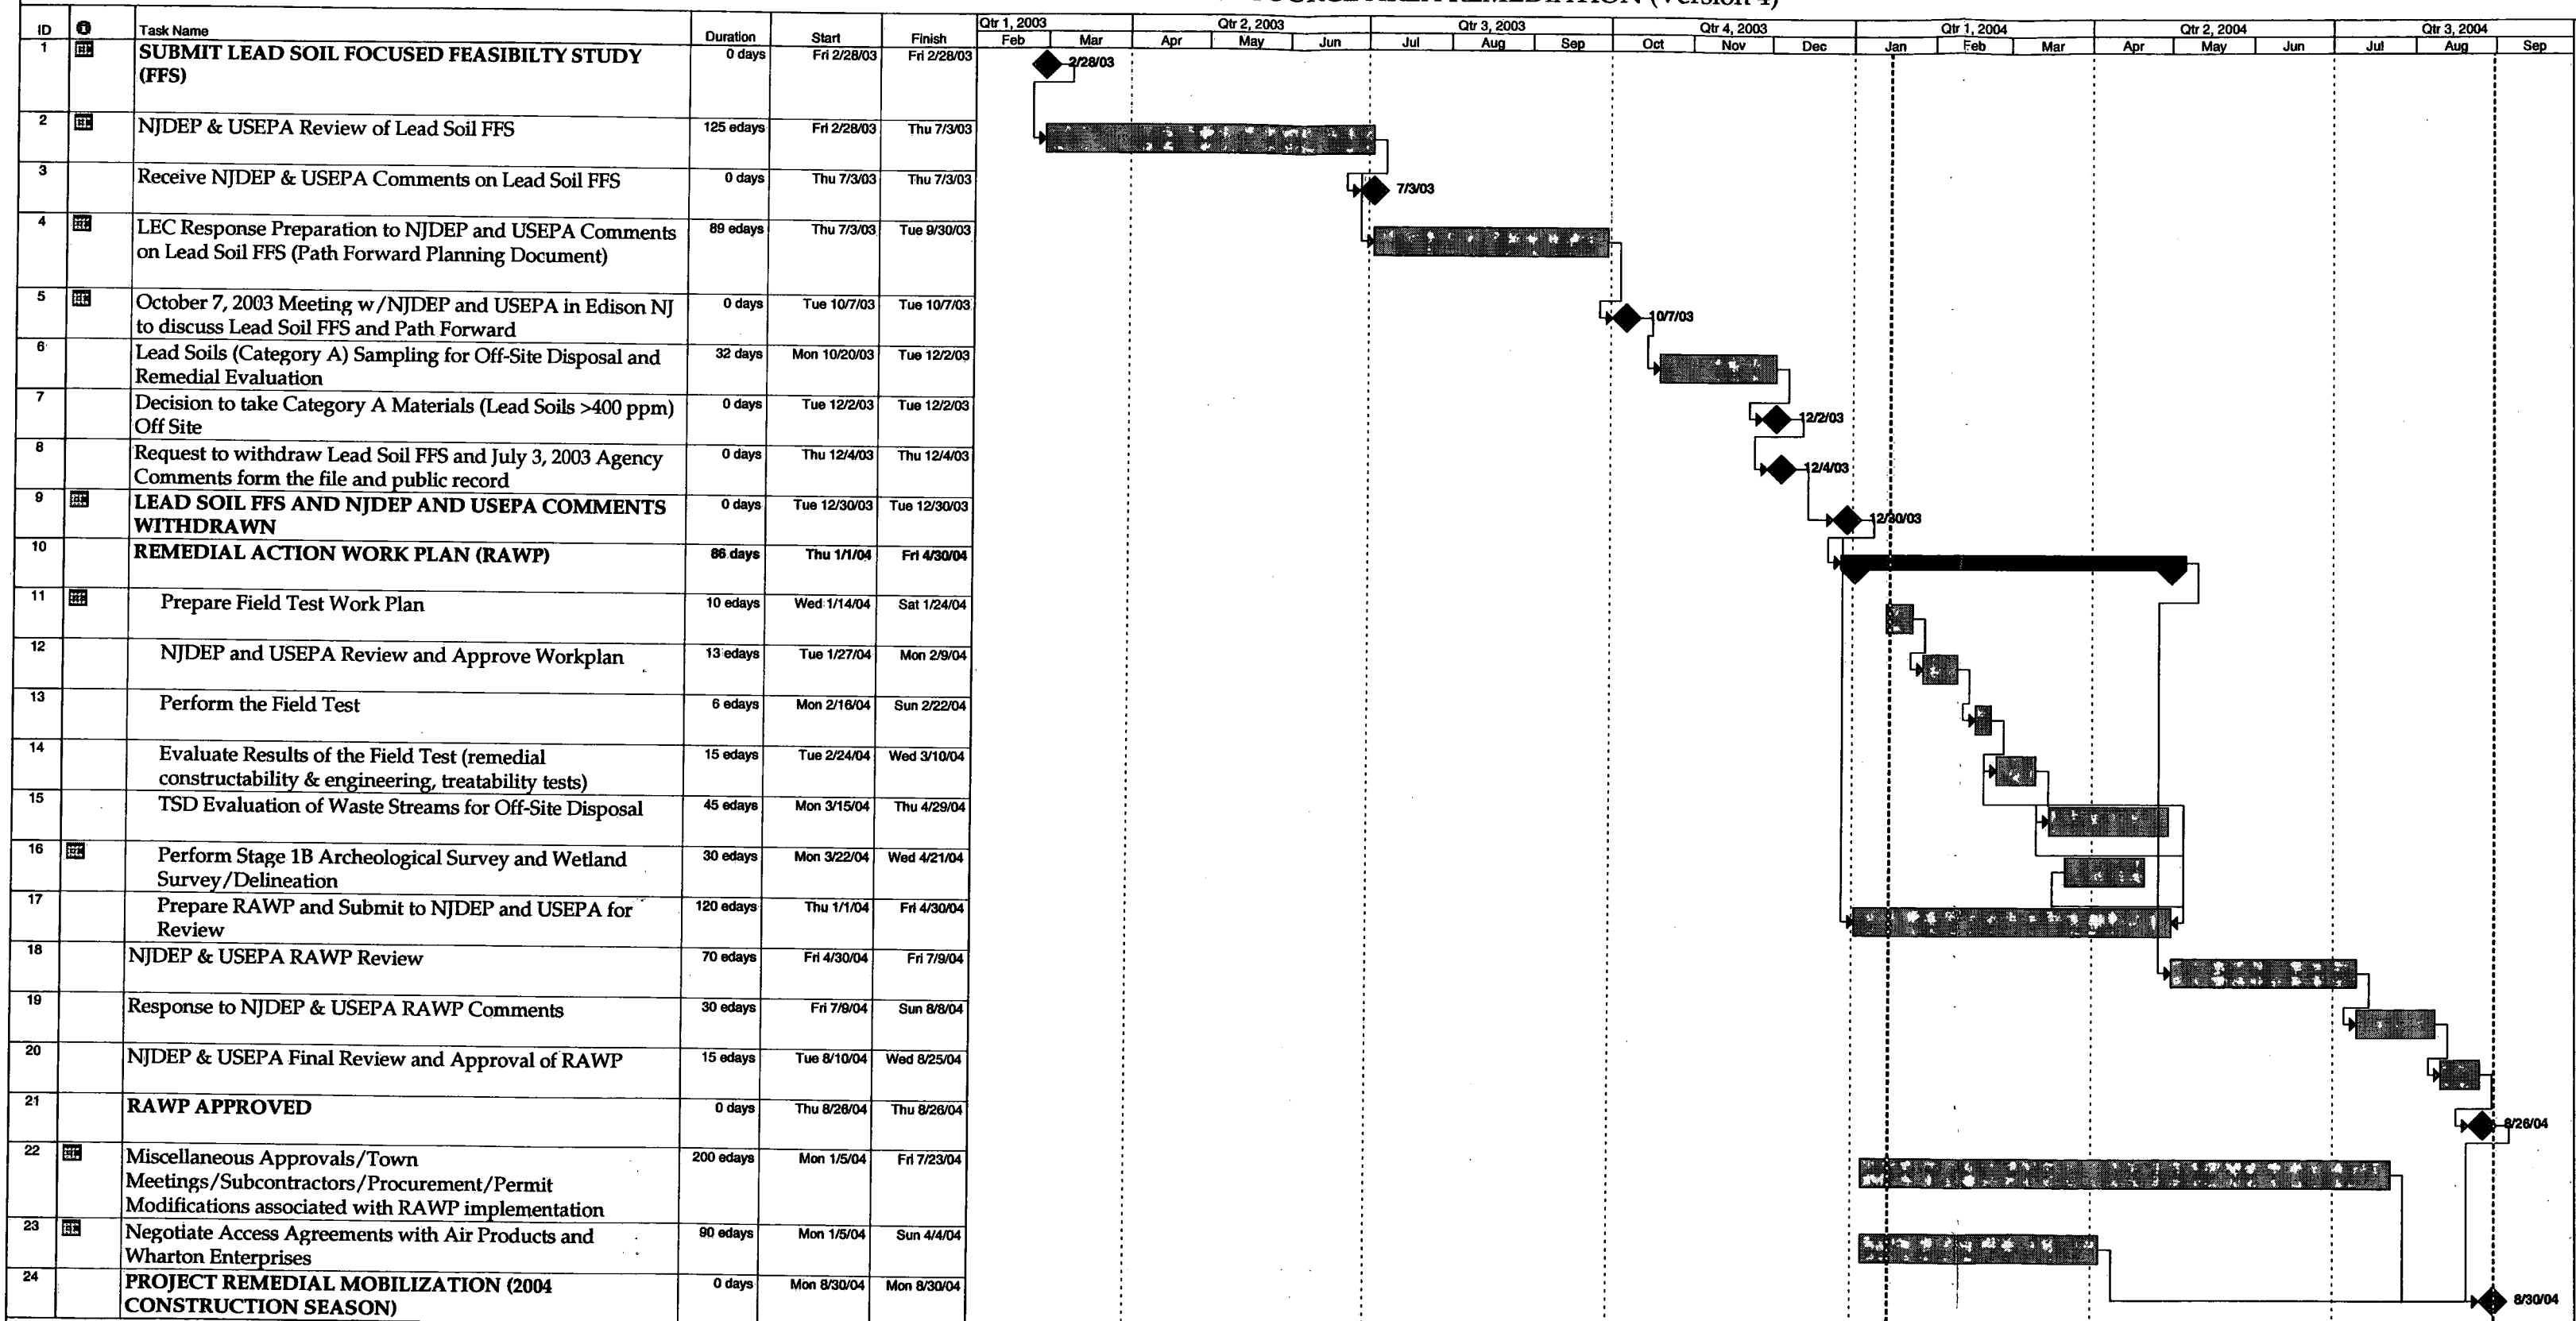 SOURCE AREA REMEDIATION (Version 4)
ID Task Name Duration Start Finish
Qtr 1, 2003 Qtr 2, 2003 Qtr 3, 2003 Qtr 4, 2003 Qtr 1, 2004 Qtr 2, 2004 Qtr 3, 2004
Feb Mar Apr May Jun Jul Aug Sep Oct Nov Dec Jan Feb Mar Apr May Jun Jul Aug Sep
1 SUBMIT LEAD SOIL FOCUSED FEASIBILTY STUDY 0 days Fri 2/28/03 Fri 2/28/03 2/28/03
(FFS)
2 NJDEP & USEPA Review of Lead Soil FFS 125 edays Fri 2/28/03 Thu 7/3/03
3 Receive NJDEP & USEPA Comments on Lead Soil FFS 0 days Thu 7/3/03 Thu 7/3/03 7/3/03
4 LEC Response Preparation to NJDEP and USEPA Comments 89 edays Thu 7/3/03 Tue 9/30/03
on Lead Soil FFS (Path Forward Planning Document)
5 October 7, 2003 Meeting w/NJDEP and USEPA in Edison NJ 0 days Tue 10/7/03 Tue 10/7/03 10/7/03
to discuss Lead Soil FFS and Path Forward
6 Lead Soils (Category A) Sampling for Off-Site Disposal and 32 days Mon 10/20/03 Tue 12/2/03
Remedial Evaluation
7 Decision to take Category A Materials (Lead Soils >400 ppm) 0 days Tue 12/2/03 Tue 12/2/03 12/2/03
Off Site
8 Request to withdraw Lead Soil FFS and July 3, 2003 Agency 0 days Thu 12/4/03 Thu 12/4/03 12/4/03
Comments form the file and public record
9 LEAD SOIL FFS AND NJDEP AND USEPA COMMENTS 0 days Tue 12/30/03 Tue 12/30/03 12/30/03
WITHDRAWN
10 REMEDIAL ACTION WORK PLAN (RAWP) 86 days Thu 1/1/04 Fri 4/30/04
11 Prepare Field Test Work Plan 10 edays Wed 1/14/04 Sat 1/24/04
12 NJDEP and USEPA Review and Approve Workplan 13 edays Tue 1/27/04 Mon 2/9/04
13 Perform the Field Test 6 edays Mon 2/16/04 Sun 2/22/04
14 Evaluate Results of the Field Test (remedial 15 edays Tue 2/24/04 Wed 3/10/04
constructability & engineering, treatability tests)
15 TSD Evaluation of Waste Streams for Off-Site Disposal 45 edays Mon 3/15/04 Thu 4/29/04
16 Perform Stage 1B Archeological Survey and Wetland 30 edays Mon 3/22/04 Wed 4/21/04
Survey/Delineation
17 Prepare RAWP and Submit to NJDEP and USEPA for 120 edays Thu 1/1/04 Fri 4/30/04
Review
18 NJDEP & USEPA RAWP Review 70 edays Fri 4/30/04 Fri 7/9/04
19 Response to NJDEP & USEPA RAWP Comments 30 edays Fri 7/9/04 Sun 8/8/04
20 NJDEP & USEPA Final Review and Approval of RAWP 15 edays Tue 8/10/04 Wed 8/25/04
21 RAWP APPROVED 0 days Thu 8/26/04 Thu 8/26/04 8/26/04
22 Miscellaneous Approvals/Town 200 edays Mon 1/5/04 Fri 7/23/04
Meetings/Subcontractors/Procurement/Permit
Modifications associated with RAWP implementation
23 Negotiate Access Agreements with Air Products and 90 edays Mon 1/5/04 Sun 4/4/04
Wharton Enterprises
24 PROJECT REMEDIAL MOBILIZATION (2004 0 days Mon 8/30/04 Mon 8/30/04 8/30/04
CONSTRUCTION SEASON)